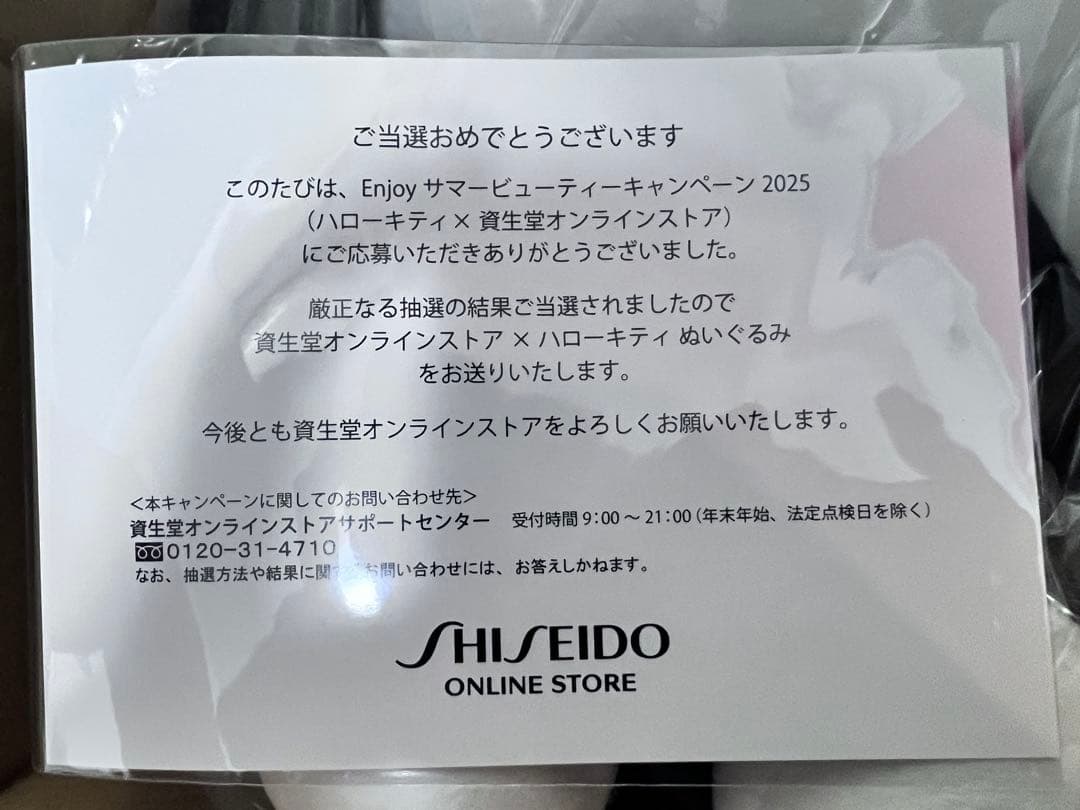 ご当選おめでとうございます
このたびは、Enjoy サマービューティーキャンペーン 2025
（ハローキティ× 資生堂オンラインストア）
にご応募いただきありがとうございました。
厳正なる抽選の結果ご当選されましたので
資生堂オンラインストア × ハローキティ ぬいぐるみ
をお送りいたします。
今後とも資生堂オンラインストアをよろしくお願いいたします。
＜本キャンペーンに関してのお問い合わせ先＞
資生堂オンラインストアサポートセンター 受付時間 9：00 ～ 21：00（年末年始、法定点検日を除く）
0120-31-4710
なお、抽選方法や結果に関するお問い合わせには、お答えしかねます。
SHISEIDO
ONLINE STORE